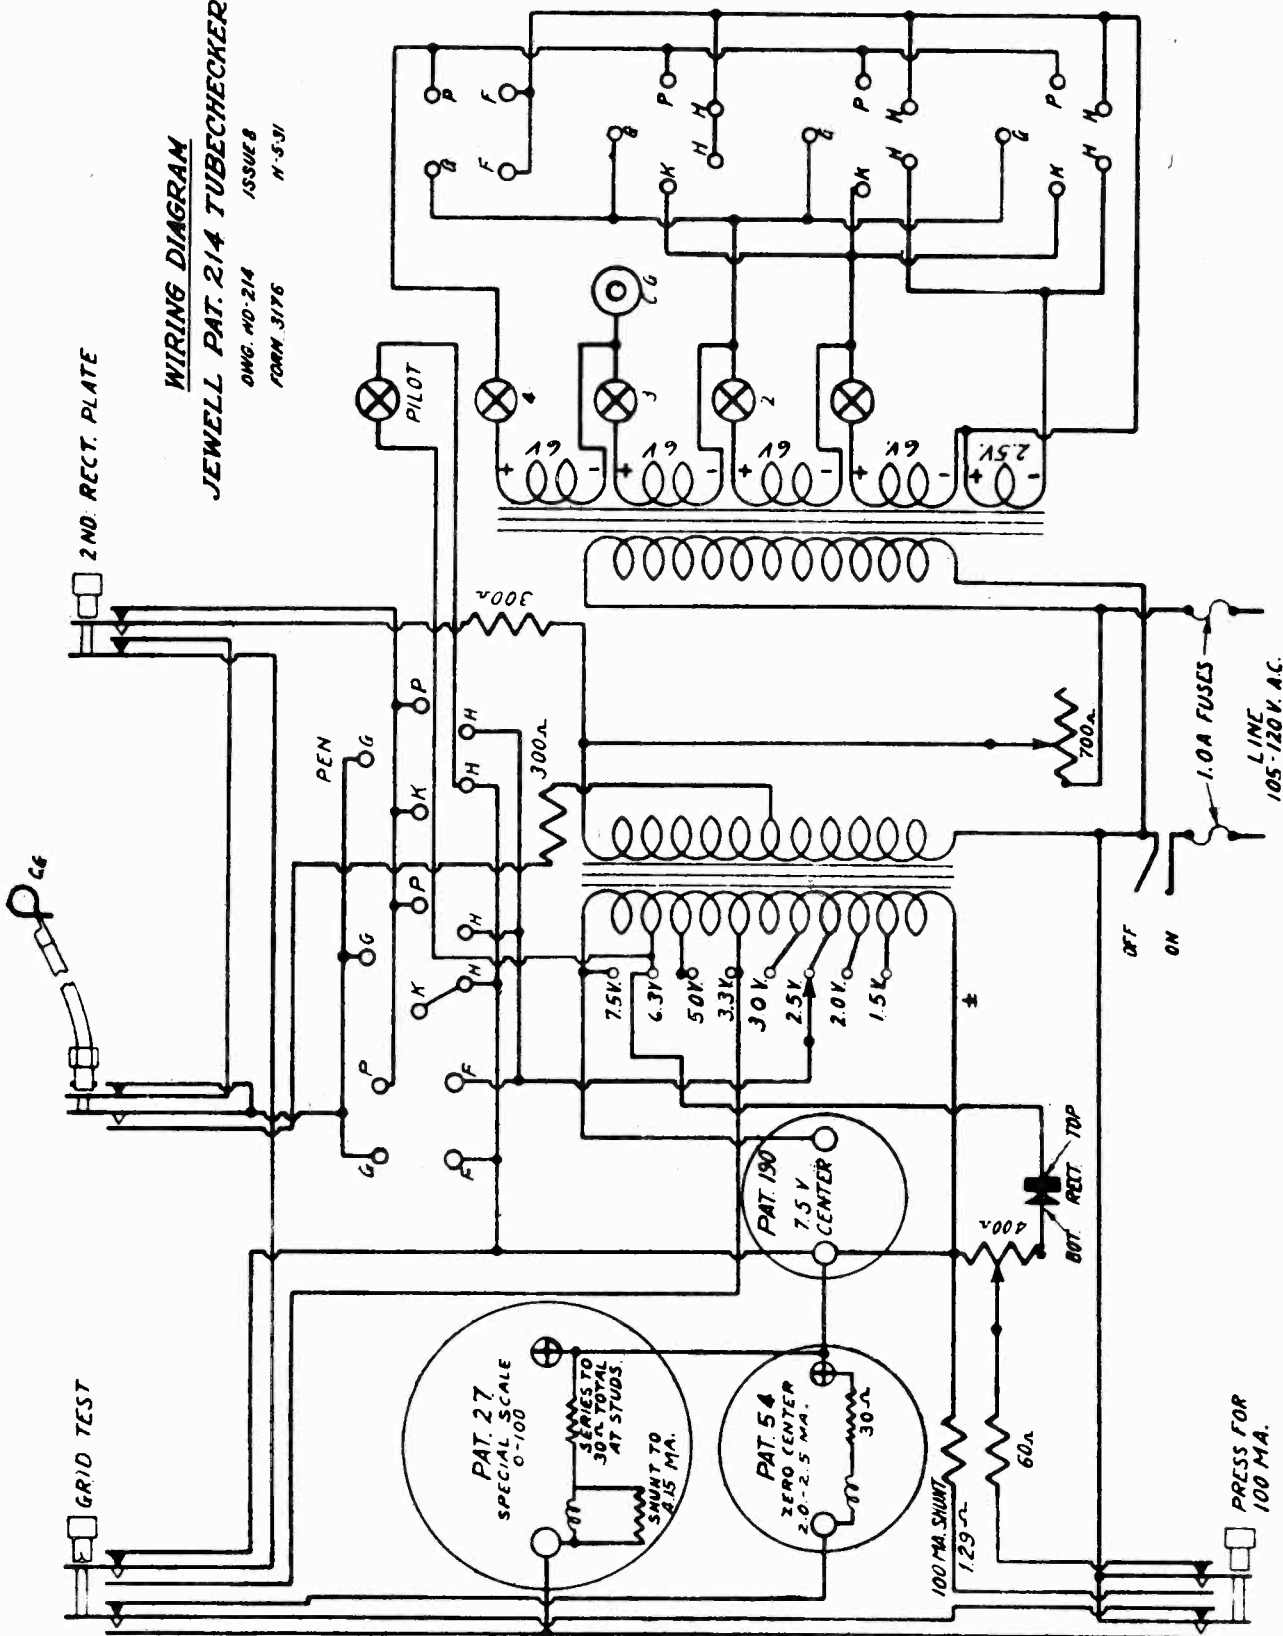 WIRING DIAGRAM
JEWELL PAT. 214 TUBECHECKER
DWG. NO-214 ISSUE 8
FORM 3176 11-5-31
2 ND. RECT. PLATE
PILOT
4
3
2
CG
P
F
G
F
P
H
G
H
K
P
H
G
H
K
P
H
G
H
K
+
6V
-
+
6V
-
+
6V
-
+
6V
-
+
2.5V.
-
300Ω
300Ω
PEN
G
P
H
K
H
P
G
H
K
H
P
F
G
F
C.G.
7.5V.
6.3V.
5.0V.
3.3V.
3.0V.
2.5V.
2.0V.
1.5V.
±
700Ω
1.0A FUSES
LINE
105-120 V. A.C.
OFF
ON
PAT. 190
7.5 V
CENTER
400Ω
BOT. RECT. TOP
GRID TEST
PAT. 27.
SPECIAL SCALE
0-100
SERIES TO
30Ω TOTAL
AT STUDS.
SHUNT TO
MA.
PAT. 54
ZERO CENTER
2.0.-2.5 MA.
30Ω
100 MA. SHUNT
1.29Ω
60Ω
PRESS FOR
100 MA.